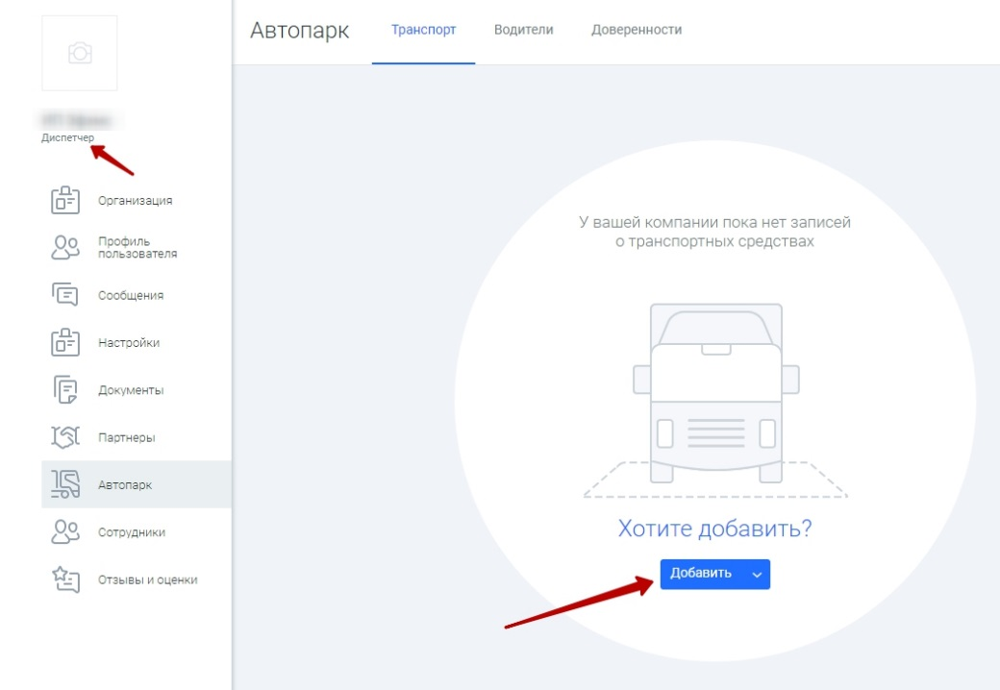 Автопарк
Транспорт
Водители
Доверенности
Диспетчер
Организация
Профиль
пользователя
Сообщения
Настройки
Документы
Партнеры
Автопарк
Сотрудники
Отзывы и оценки
У вашей компании пока нет записей
о транспортных средствах
Хотите добавить?
Добавить